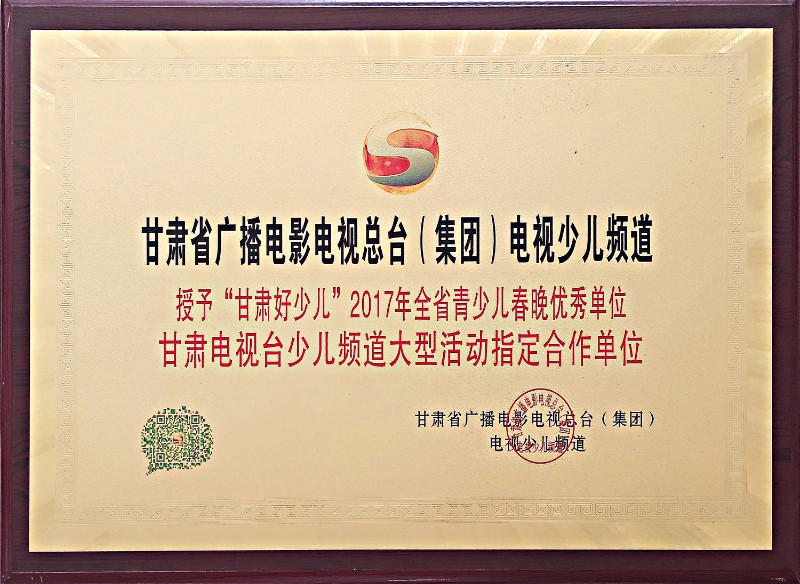 甘肃省广播电影电视总台（集团）电视少儿频道
授予“甘肃好少儿”2017年全省青少儿春晚优秀单位
甘肃电视台少儿频道大型活动指定合作单位
甘肃省广播电影电视总台（集团）
电视少儿频道